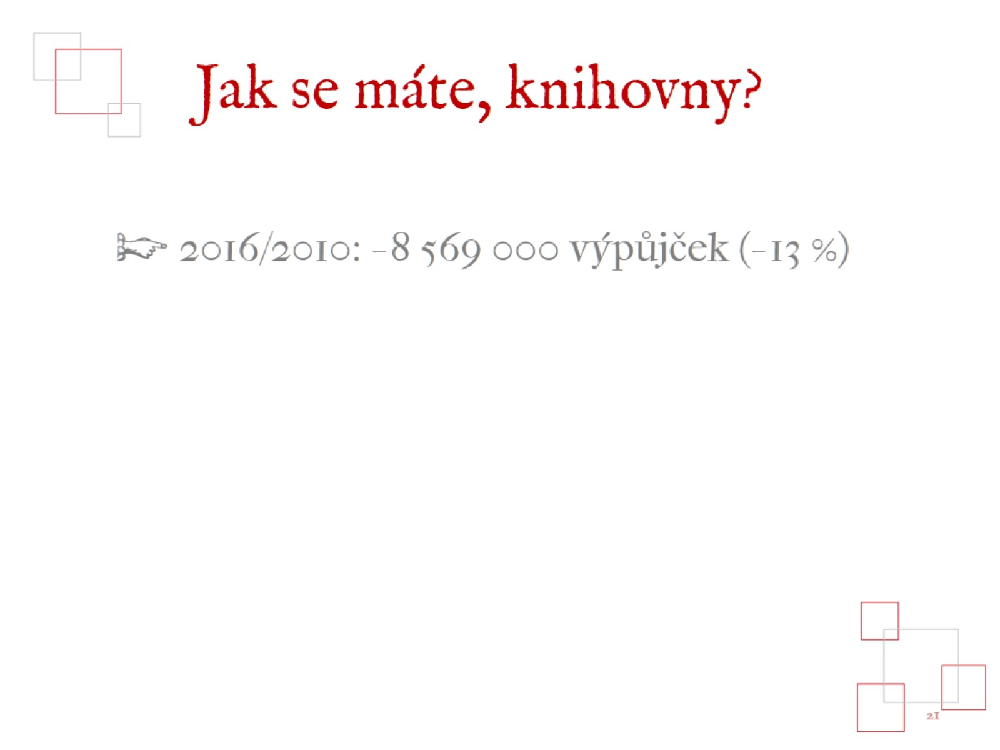 Jak se máte, knihovny?
☞ 2016/2010: -8 569 000 výpůjček (-13 %)
21